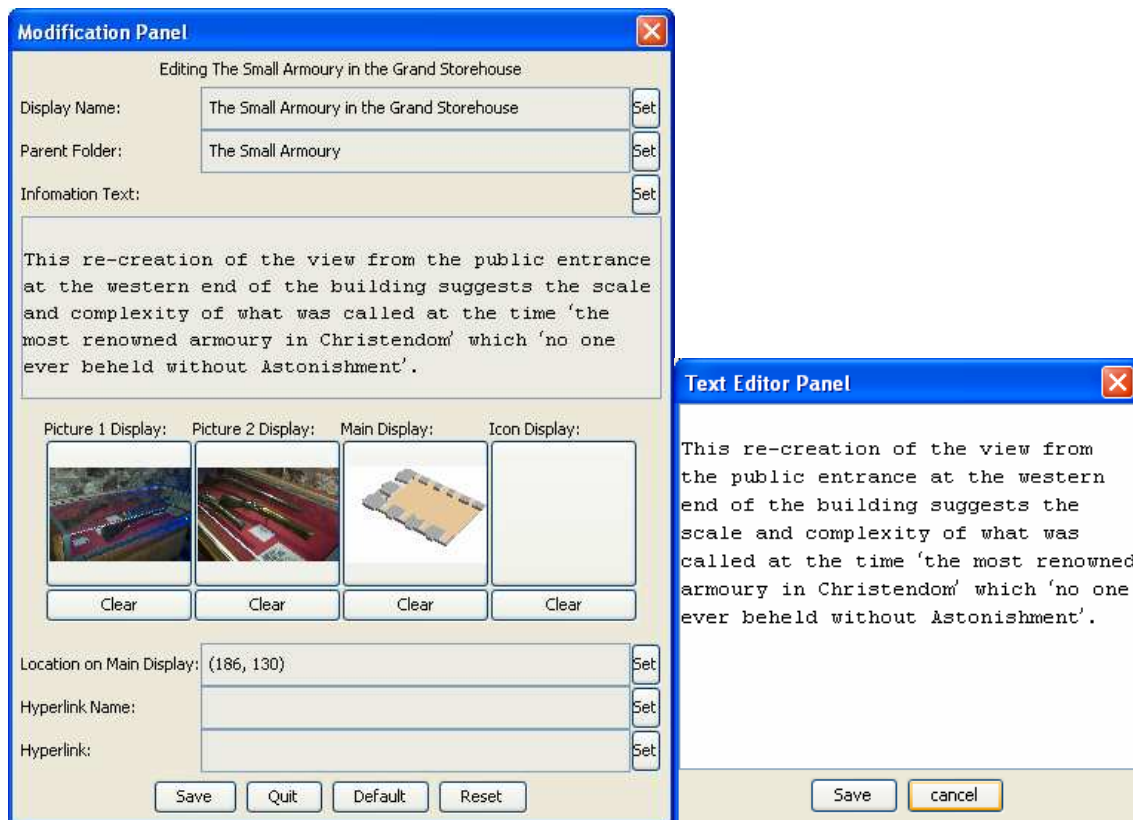 Modification Panel
Editing The Small Armoury in the Grand Storehouse
Display Name: The Small Armoury in the Grand Storehouse Set
Parent Folder: The Small Armoury Set
Infomation Text: Set
This re-creation of the view from the public entrance
at the western end of the building suggests the scale
and complexity of what was called at the time ‘the
most renowned armoury in Christendom’ which ‘no one
ever beheld without Astonishment’.
Picture 1 Display: Picture 2 Display: Main Display: Icon Display:
Clear Clear Clear Clear
Location on Main Display: (186, 130) Set
Hyperlink Name: Set
Hyperlink: Set
Save Quit Default Reset
Text Editor Panel
This re-creation of the view from
the public entrance at the western
end of the building suggests the
scale and complexity of what was
called at the time ‘the most renowned
armoury in Christendom’ which ‘no one
ever beheld without Astonishment’.
Save cancel